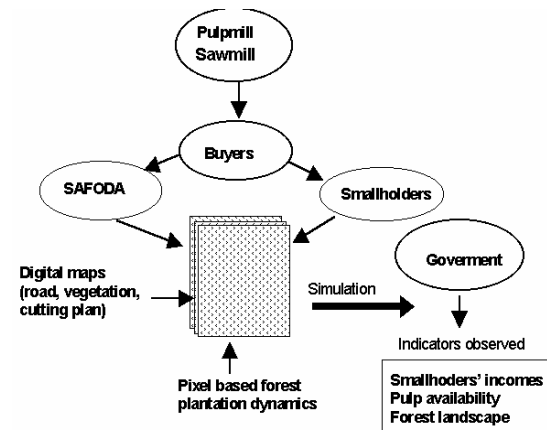 Pulpmill
Sawmill
Buyers
SAFODA
Smallholders
Goverment
Digital maps
(road, vegetation,
cutting plan)
Simulation
Indicators observed
Pixel based forest
plantation dynamics
Smallhoders' incomes
Pulp availability
Forest landscape